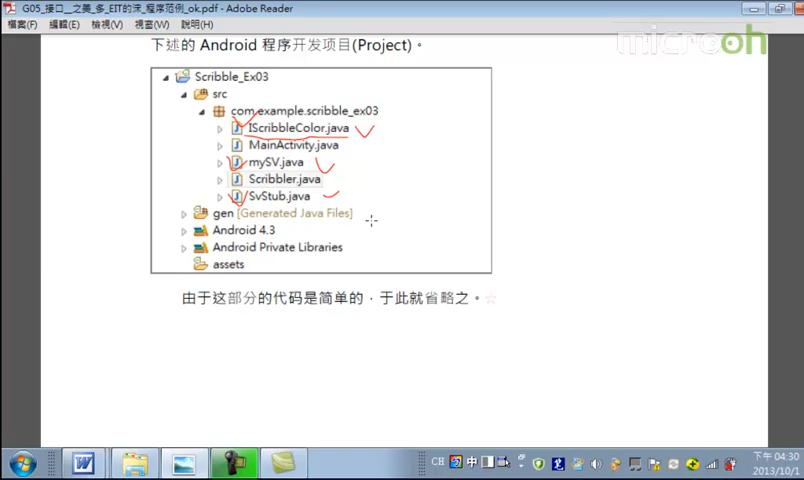 G05_接口__之美_多_EIT的床_程序范例_ok.pdf - Adobe Reader
檔案(F) 編輯(E) 檢視(V) 視窗(W) 說明(H)
microoh
下述的 Android 程序开发项目(Project)。
Scribble_Ex03
src
com.example.scribble_ex03
IScribbleColor.java
MainActivity.java
mySV.java
Scribbler.java
SvStub.java
gen [Generated Java Files]
Android 4.3
Android Private Libraries
assets
由于这部分的代码是简单的，于此就省略之。☆
CH 中
下午 04:30
2013/10/1